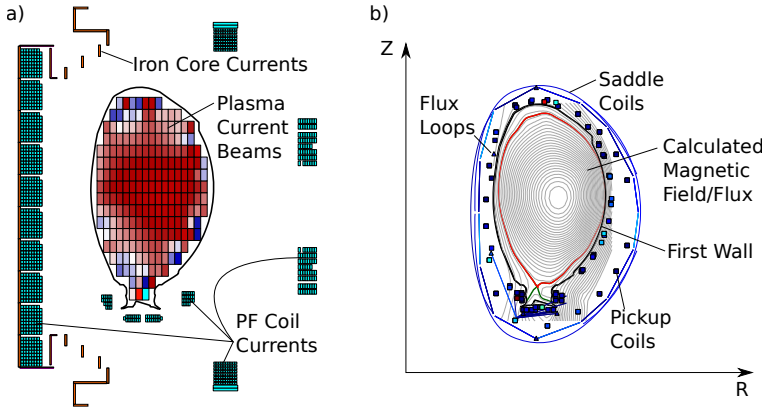 a)
Iron Core Currents
Plasma
Current
Beams
PF Coil
Currents
b)
Z
Saddle
Coils
Flux
Loops
Calculated
Magnetic
Field/Flux
First Wall
Pickup
Coils
R